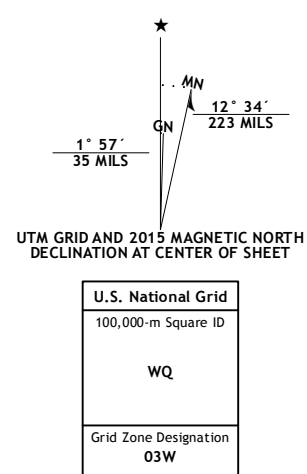 ★
MN
GN
12° 34´
223 MILS
1° 57´
35 MILS
UTM GRID AND 2015 MAGNETIC NORTH
DECLINATION AT CENTER OF SHEET
U.S. National Grid
100,000-m Square ID
WQ
Grid Zone Designation
03W